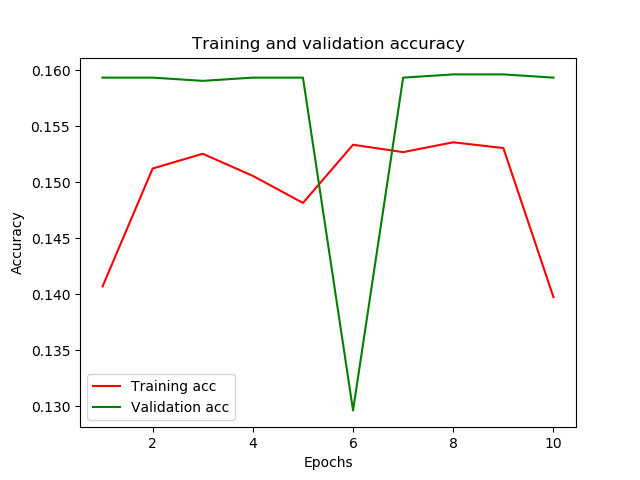 Training and validation accuracy
0.160
0.155
0.150
0.145
0.140
0.135
0.130
Accuracy
Training acc
Validation acc
2 4 6 8 10
Epochs